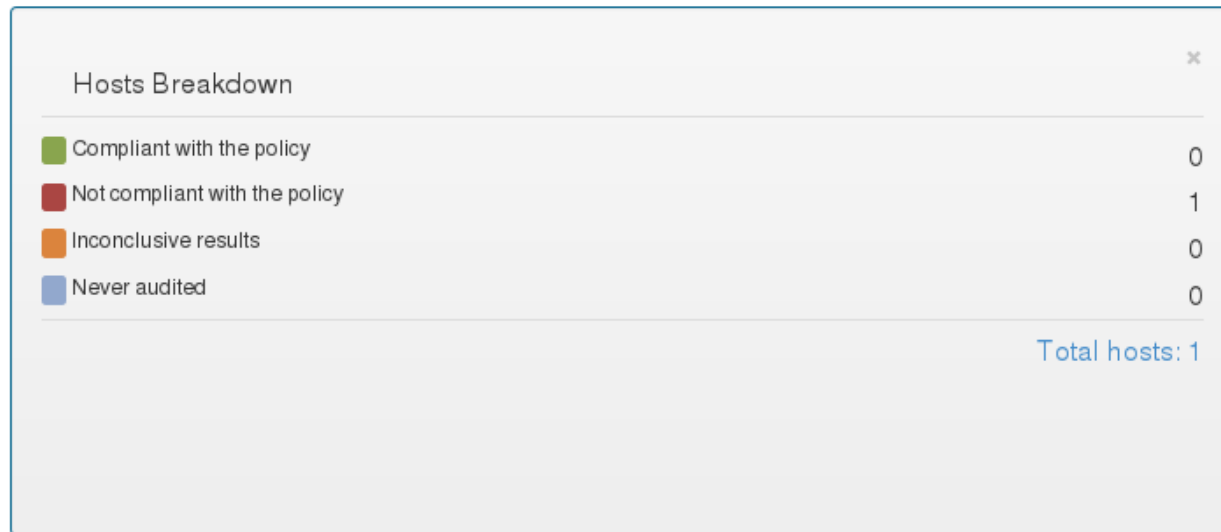 ×
Hosts Breakdown
Compliant with the policy 0
Not compliant with the policy 1
Inconclusive results 0
Never audited 0
Total hosts: 1